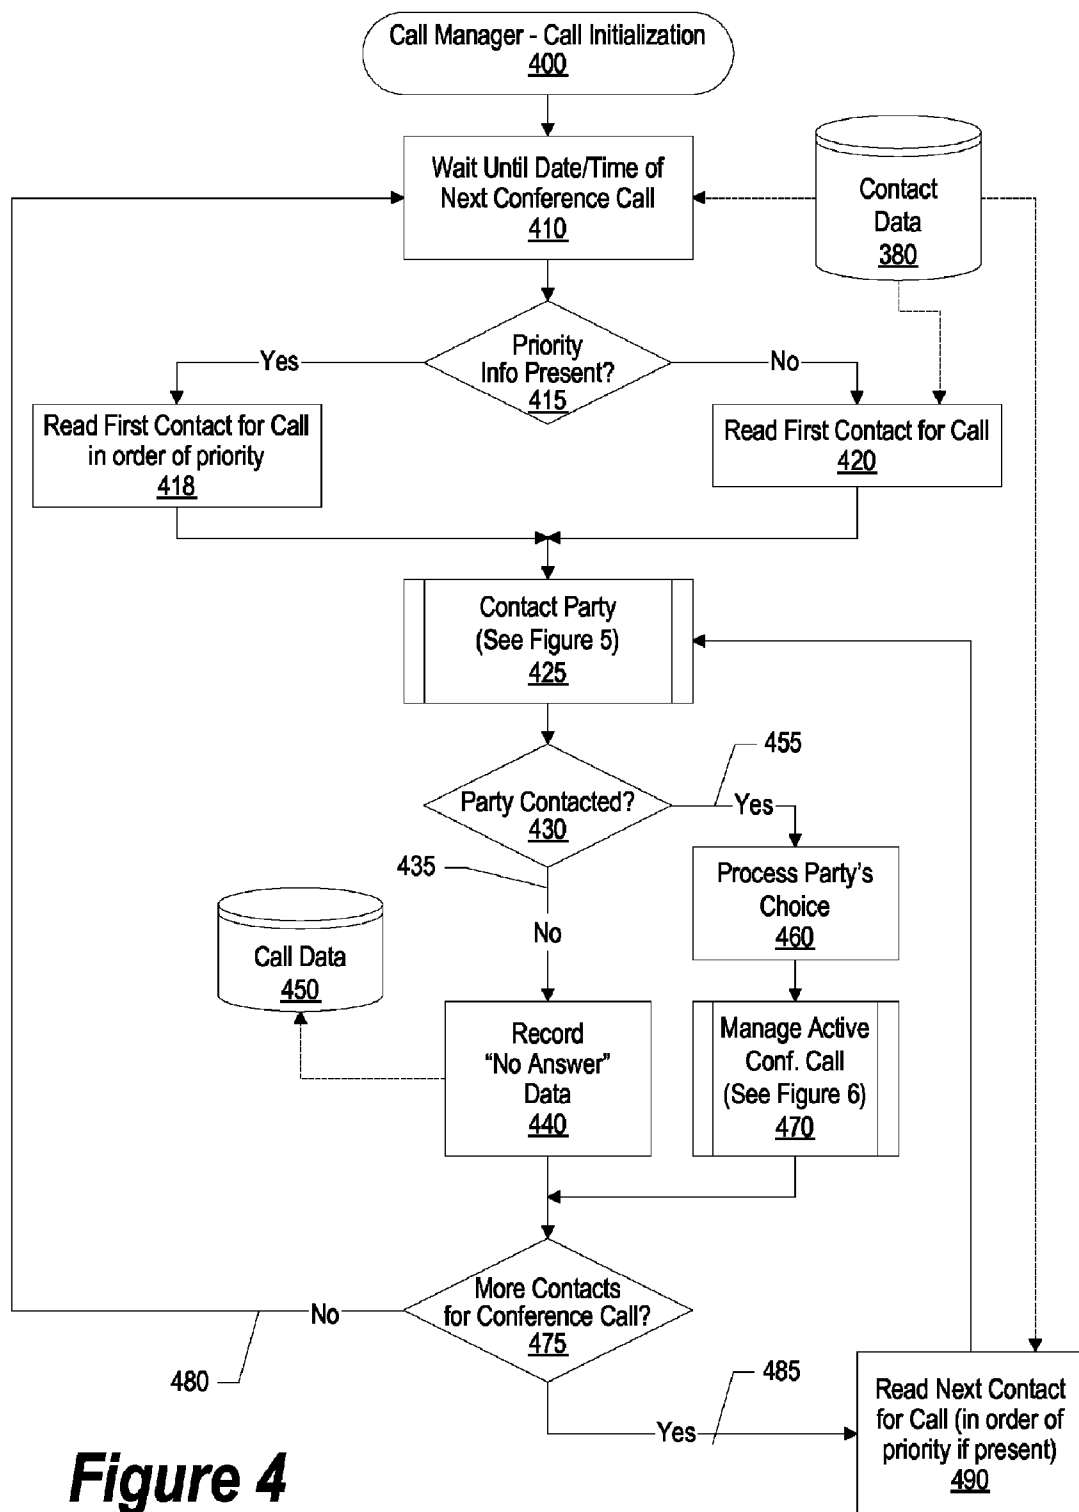 Call Manager - Call Initialization
400
Wait Until Date/Time of
Next Conference Call
410
Contact
Data
380
Priority
Info Present?
415
Yes
No
Read First Contact for Call
in order of priority
418
Read First Contact for Call
420
Contact Party
(See Figure 5)
425
Party Contacted?
430
455
Yes
435
No
Process Party's
Choice
460
Call Data
450
Record
“No Answer”
Data
440
Manage Active
Conf. Call
(See Figure 6)
470
More Contacts
for Conference Call?
475
No
480
485
Yes
Read Next Contact
for Call (in order of
priority if present)
490
Figure 4